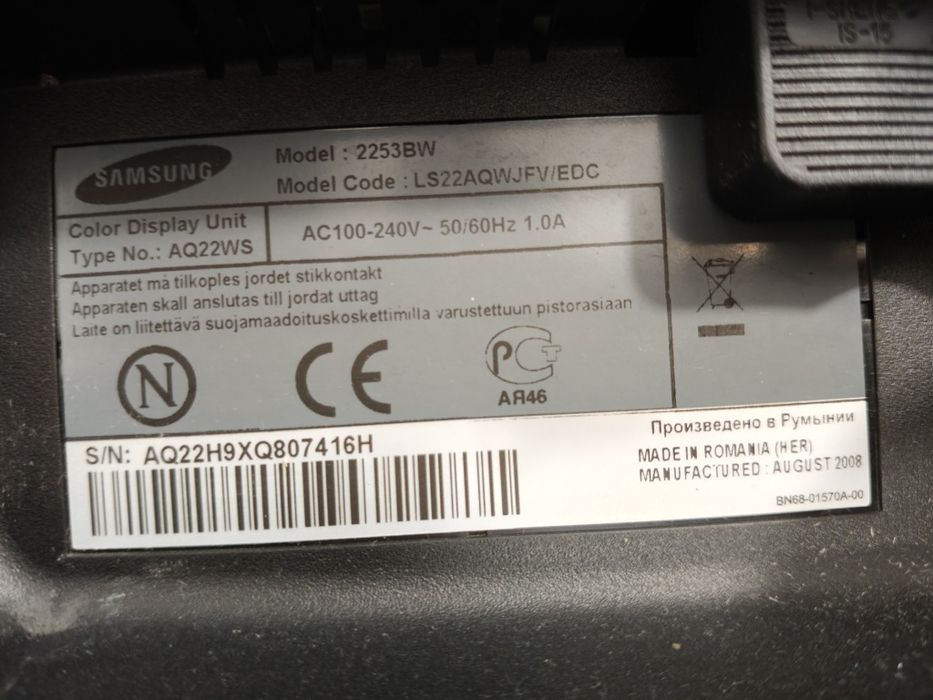 SAMSUNG
Model : 2253BW
Model Code : LS22AQWJFV/EDC
Color Display Unit
Type No.: AQ22WS
AC100-240V~ 50/60Hz 1.0A
Apparatet må tilkoples jordet stikkontakt
Apparaten skall anslutas till jordat uttag
Laite on liitettävä suojamaadoituskoskettimilla varustettuun pistorasiaan
N
CE
РСТ
АЯ46
S/N: AQ22H9XQ807416H
Произведено в Румынии
MADE IN ROMANIA (HER)
MANUFACTURED : AUGUST 2008
BN68-01570A-00
IS-15